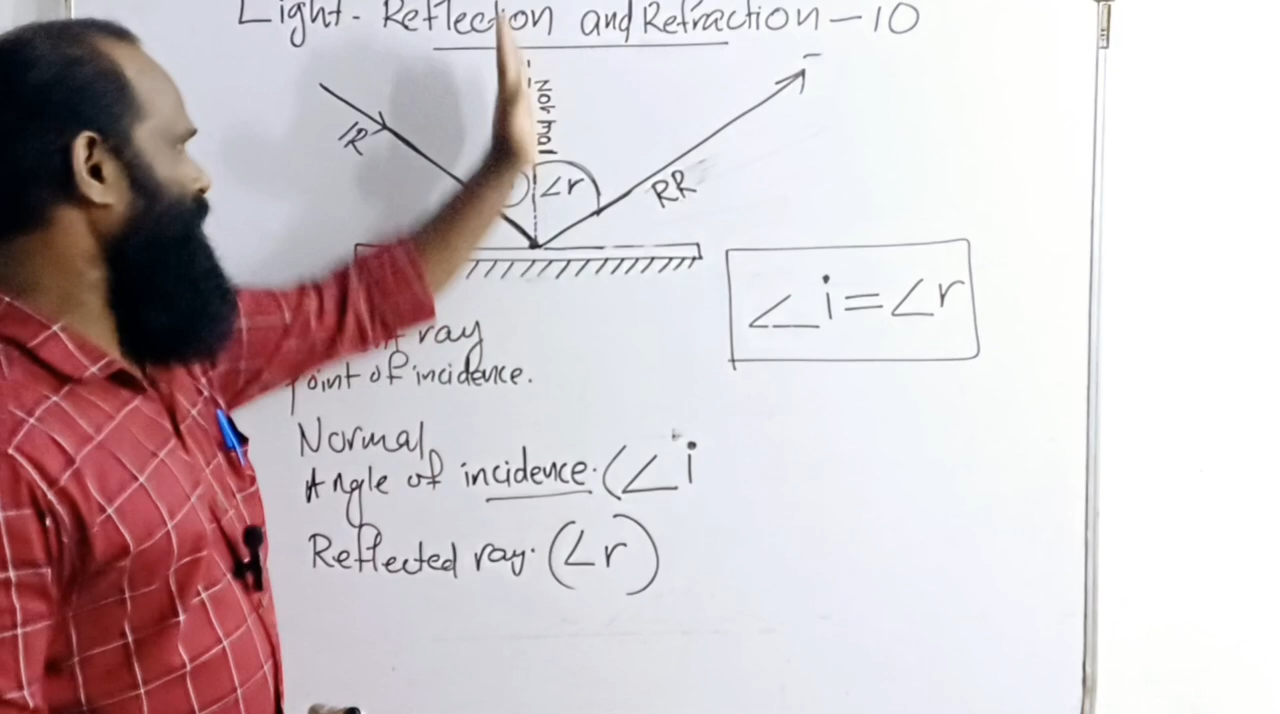 Light - Reflection and Refraction - 10
IR
Normal
∠r
RR
∠i=∠r
ray
Point of incidence.
Normal
Angle of incidence. (∠i
Reflected ray. (∠r)